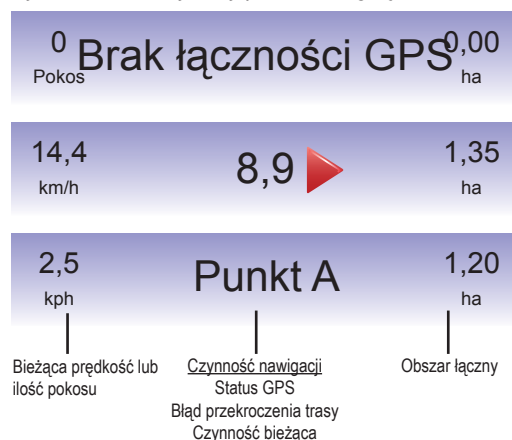 0 Brak łączności GPS 0,00
Pokos ha
14,4 8,9 1,35
km/h ha
2,5 Punkt A 1,20
kph ha
Bieżąca prędkość lub
ilość pokosu
Czynność nawigacji
Status GPS
Błąd przekroczenia trasy
Czynność bieżąca
Obszar łączny